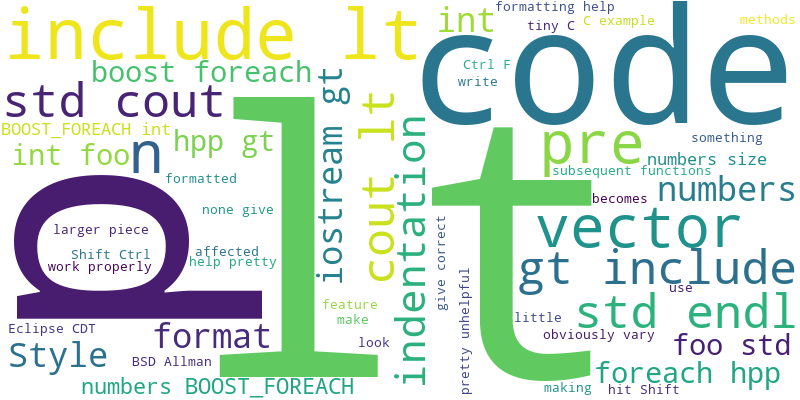 include lt
int
formatting help
tiny C
C example
methods
code
boost foreach
Ctrl F
write
std cout
BOOST_FOREACH int
int foo
n
hpp gt
iostream gt
cout lt
indentation
pre
something
numbers size
subsequent functions
formatted
numbers
becomes
none give
p
lt
vector
larger piece
Shift Ctrl
affected
work properly
help pretty
give correct
pretty unhelpful
gt include
use
feature
make
little
std endl
Eclipse CDT
format
look
obviously vary
foo std
Style
BSD Allman
foreach hpp
numbers BOOST_FOREACH
making
hit Shift